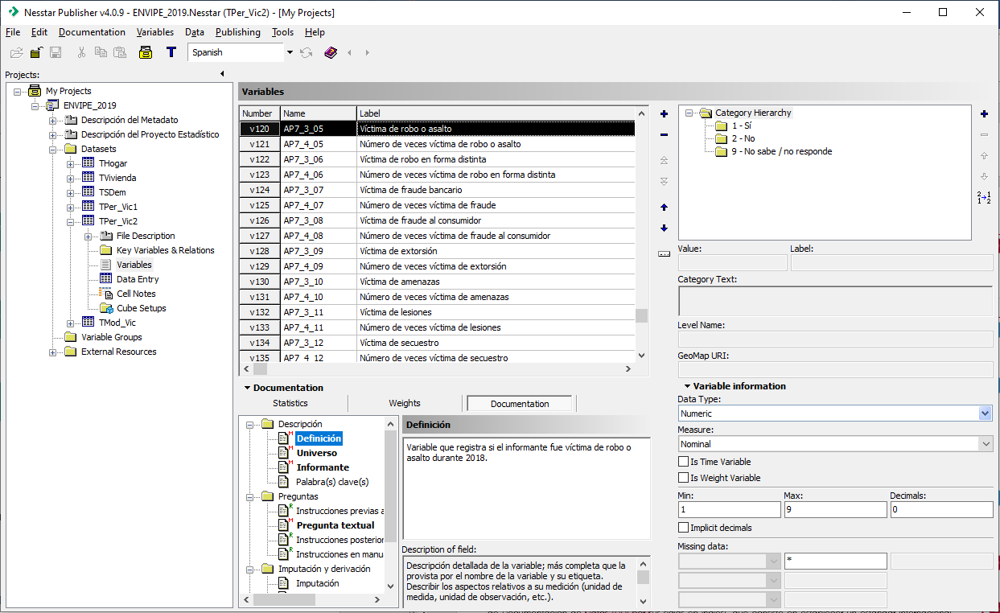 Nesstar Publisher v4.0.9 - ENVIPE_2019.Nesstar (TPer_Vic2) - [My Projects]
File Edit Documentation Variables Data Publishing Tools Help
T Spanish
Projects:
My Projects
ENVIPE_2019
Descripción del Metadato
Descripción del Proyecto Estadístico
Datasets
THogar
TVivienda
TSDem
TPer_Vic1
TPer_Vic2
File Description
Key Variables & Relations
Variables
Data Entry
Cell Notes
Cube Setups
TMod_Vic
Variable Groups
External Resources
Variables
Number Name Label
v120 AP7_3_05 Víctima de robo o asalto
v121 AP7_4_05 Número de veces víctima de robo o asalto
v122 AP7_3_06 Víctima de robo en forma distinta
v123 AP7_4_06 Número de veces víctima de robo en forma distinta
v124 AP7_3_07 Víctima de fraude bancario
v125 AP7_4_07 Número de veces víctima de fraude
v126 AP7_3_08 Víctima de fraude al consumidor
v127 AP7_4_08 Número de veces víctima de fraude al consumidor
v128 AP7_3_09 Víctima de extorsión
v129 AP7_4_09 Número de veces víctima de extorsión
v130 AP7_3_10 Víctima de amenazas
v131 AP7_4_10 Número de veces víctima de amenazas
v132 AP7_3_11 Víctima de lesiones
v133 AP7_4_11 Número de veces víctima de lesiones
v134 AP7_3_12 Víctima de secuestro
v135 AP7_4_12 Número de veces víctima de secuestro
Documentation
Statistics Weights Documentation
Descripción
Definición
Universo
Informante
Palabra(s) clave(s)
Preguntas
Instrucciones previas a
Pregunta textual
Instrucciones posterior
Instrucciones en manu
Imputación y derivación
Imputación
Definición
Variable que registra si el informante fue víctima de robo o
asalto durante 2018.
Description of field:
Descripción detallada de la variable; más completa que la
provista por el nombre de la variable y su etiqueta.
Describir los aspectos relativos a su medición (unidad de
medida, unidad de observación, etc.).
Category Hierarchy
1 - Sí
2 - No
9 - No sabe / no responde
Value: Label:
Category Text:
Level Name:
GeoMap URI:
Variable information
Data Type:
Numeric
Measure:
Nominal
Is Time Variable
Is Weight Variable
Min: Max: Decimals:
1 9 0
Implicit decimals
Missing data:
*